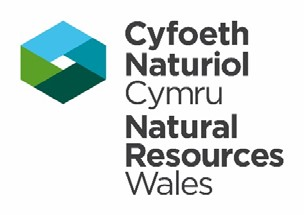 Cyfoeth
Naturiol
Cymru
Natural
Resources
Wales